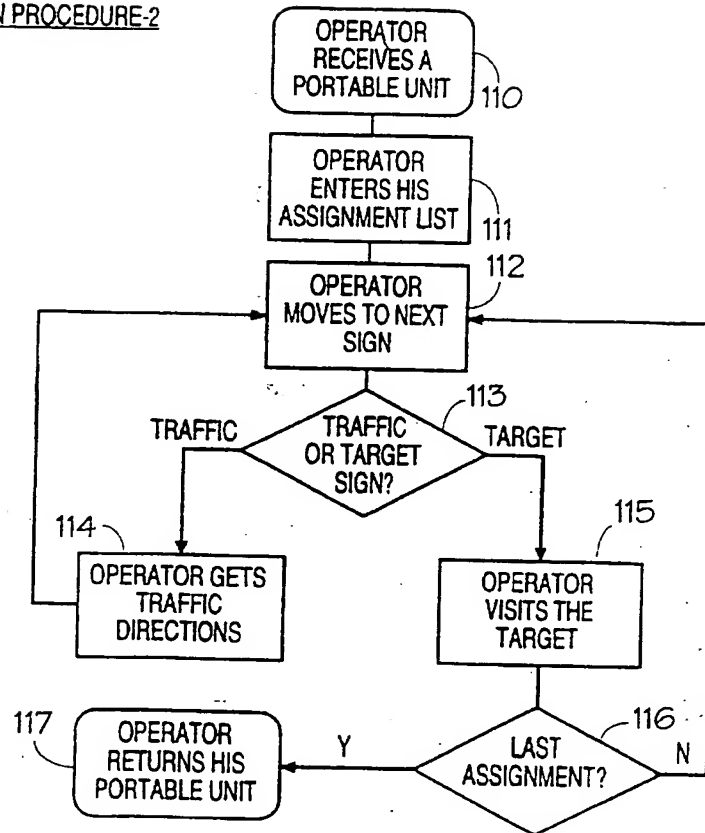 N PROCEDURE-2
OPERATOR
RECEIVES A
PORTABLE UNIT
110
OPERATOR
ENTERS HIS
ASSIGNMENT LIST
111
112
OPERATOR
MOVES TO NEXT
SIGN
113
TRAFFIC
TRAFFIC
OR TARGET
SIGN?
TARGET
114
OPERATOR GETS
TRAFFIC
DIRECTIONS
115
OPERATOR
VISITS THE
TARGET
117
OPERATOR
RETURNS HIS
PORTABLE UNIT
Y
116
LAST
ASSIGNMENT?
N